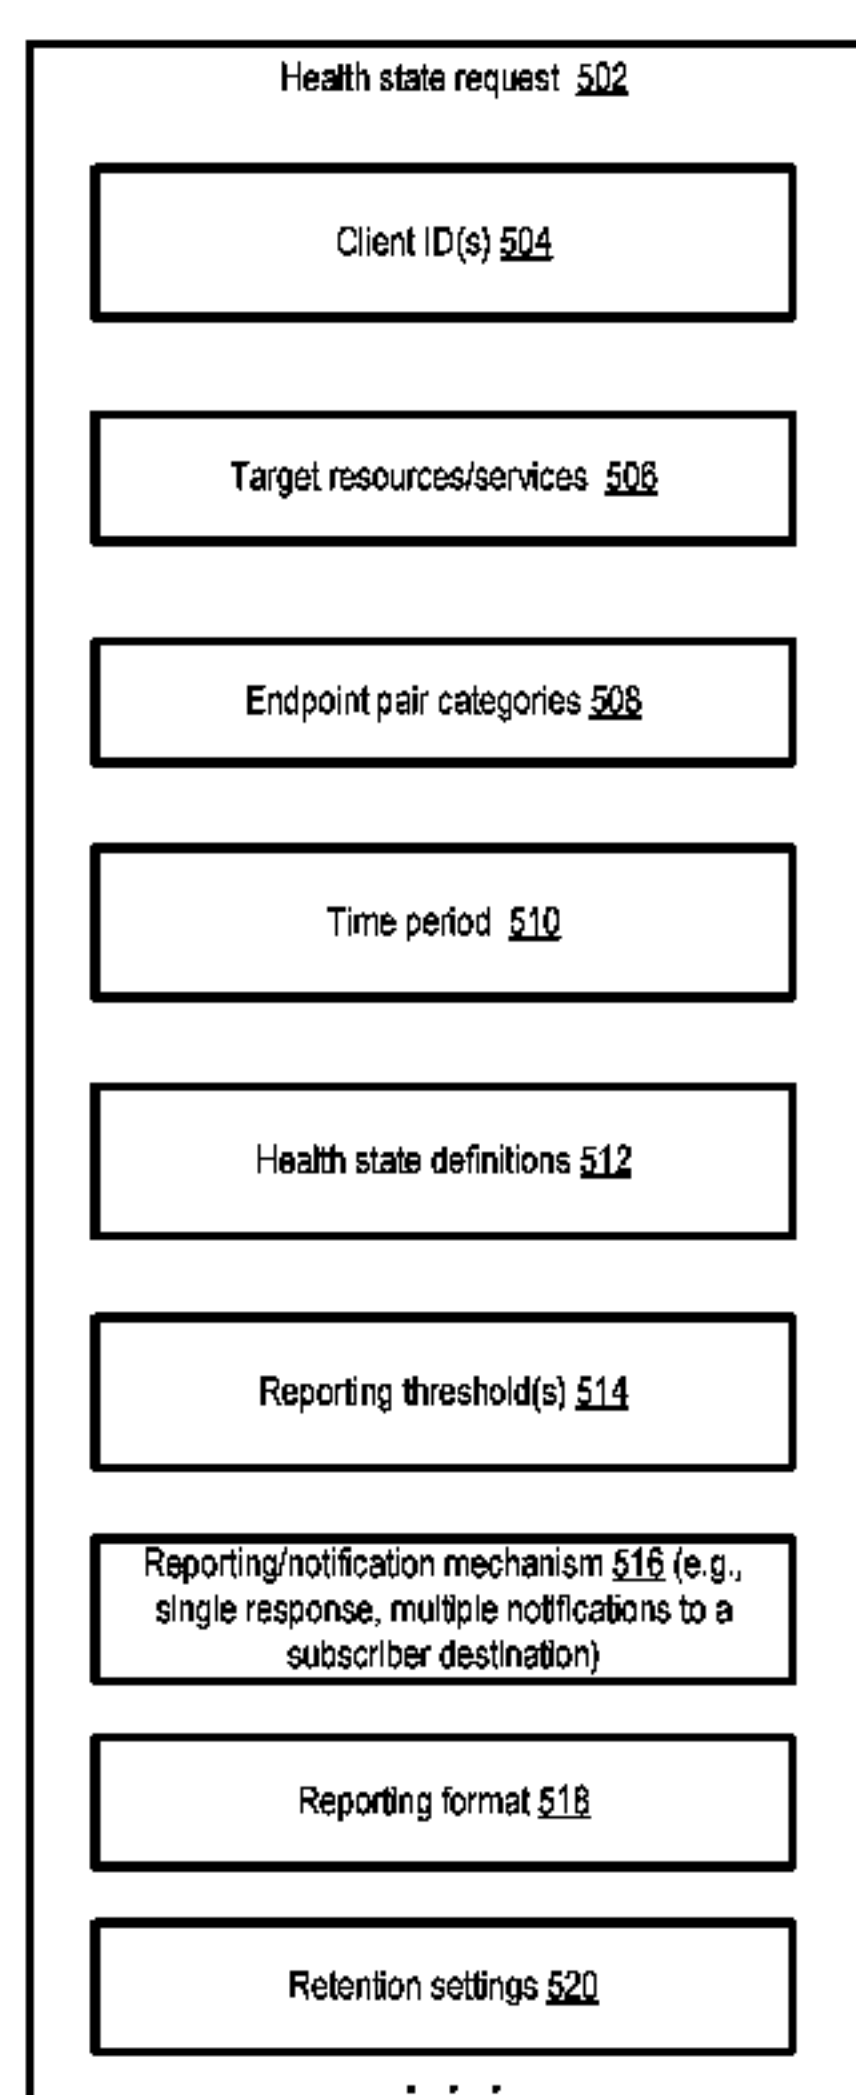 Health state request 502
Client ID(s) 504
Target resources/services 506
Endpoint pair categories 508
Time period 510
Health state definitions 512
Reporting threshold(s) 514
Reporting/notification mechanism 516 (e.g.,
single response, multiple notifications to a
subscriber destination)
Reporting format 518
Retention settings 520